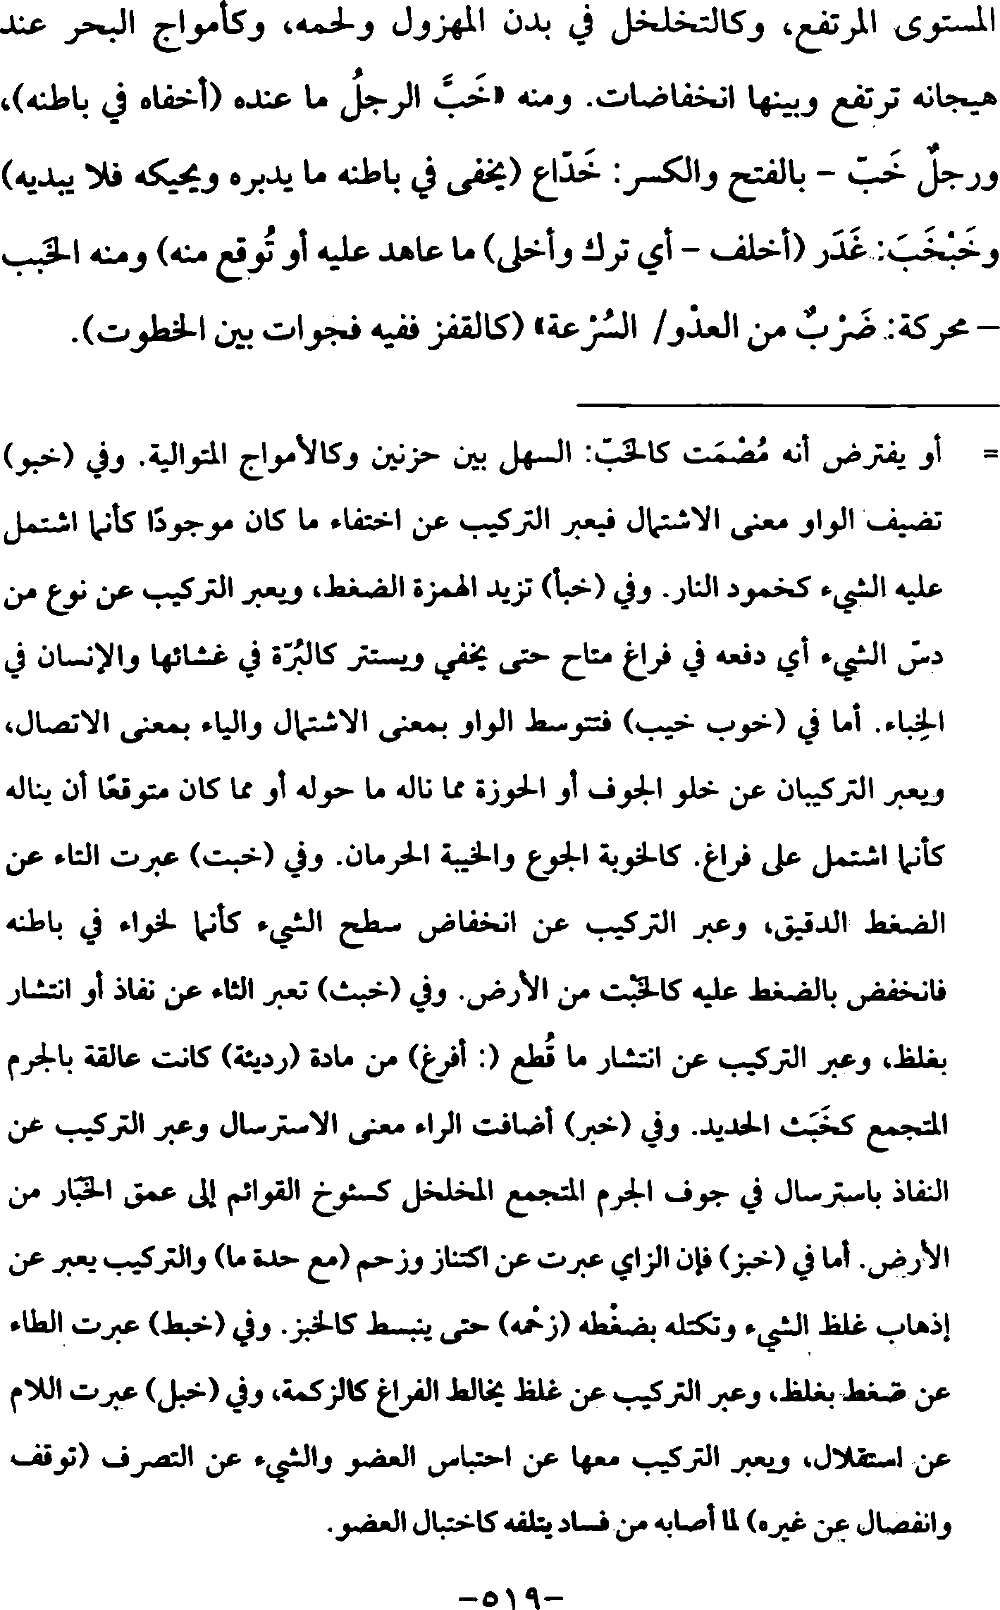 المستوى المرتفع، وكالتخلخل في بدن المهزول ولحمه، وكأمواج البحر عند
هيجانه ترتفع وبينها انخفاضات. ومنه «خَبَّ الرجلُ ما عنده (أخفاه في باطنه)،
ورجلٌ خَبّ – بالفتح والكسر: خَدّاع (يخفى في باطنه ما يدبره ويحيكه فلا يبديه)
وخَبْخَبَ: غَدَر (أخلف – أي ترك وأخلى) ما عاهد عليه أو تُوقع منه) ومنه الخَبب
– محركة: ضَرْبٌ من العدْو/ السُرْعة» (كالقفز ففيه فجوات بين الخطوت).
= أو يفترض أنه مُصْمَت كالخَبّ: السهل بين حزنين وكالأمواج المتوالية. وفي (خبو)
تضيف الواو معنى الاشتمال فيعبر التركيب عن اختفاء ما كان موجودًا كأنما اشتمل
عليه الشيء كخمود النار. وفي (خبأ) تزيد الهمزة الضغط، ويعبر التركيب عن نوع من
دسّ الشيء أي دفعه في فراغ متاح حتى يخفي ويستتر كالبُرّة في غشائها والإنسان في
الخِباء. أما في (خوب خيب) فتتوسط الواو بمعنى الاشتمال والياء بمعنى الاتصال،
ويعبر التركيبان عن خلو الجوف أو الحوزة مما ناله ما حوله أو مما كان متوقعًا أن يناله
كأنما اشتمل على فراغ. كالخوبة الجوع والخيبة الحرمان. وفي (خبت) عبرت التاء عن
الضغط الدقيق، وعبر التركيب عن انخفاض سطح الشيء كأنما لخواء في باطنه
فانخفض بالضغط عليه كالخَبْت من الأرض. وفي (خبث) تعبر الثاء عن نفاذ أو انتشار
بغلظ، وعبر التركيب عن انتشار ما قُطع (: أفرغ) من مادة (رديئة) كانت عالقة بالجرم
المتجمع كخَبَث الحديد. وفي (خبر) أضافت الراء معنى الاسترسال وعبر التركيب عن
النفاذ باسترسال في جوف الجرم المتجمع المخلخل كسئوخ القوائم إلى عمق الخَبَار من
الأرض. أما في (خبز) فإن الزاي عبرت عن اكتناز وزحم (مع حدة ما) والتركيب يعبر عن
إذهاب غلظ الشيء وتكتله بضغْطه (زحْمه) حتى ينبسط كالخبز. وفي (خبط) عبرت الطاء
عن ضغط بغلظ، وعبر التركيب عن غلظ يخالط الفراغ كالزكمة، وفي (خبل) عبرت اللام
عن استقلال، ويعبر التركيب معها عن احتباس العضو والشيء عن التصرف (توقف
وانفصال عن غيره) لما أصابه من فساد يتلفه كاختبال العضو.
–٥١٩–